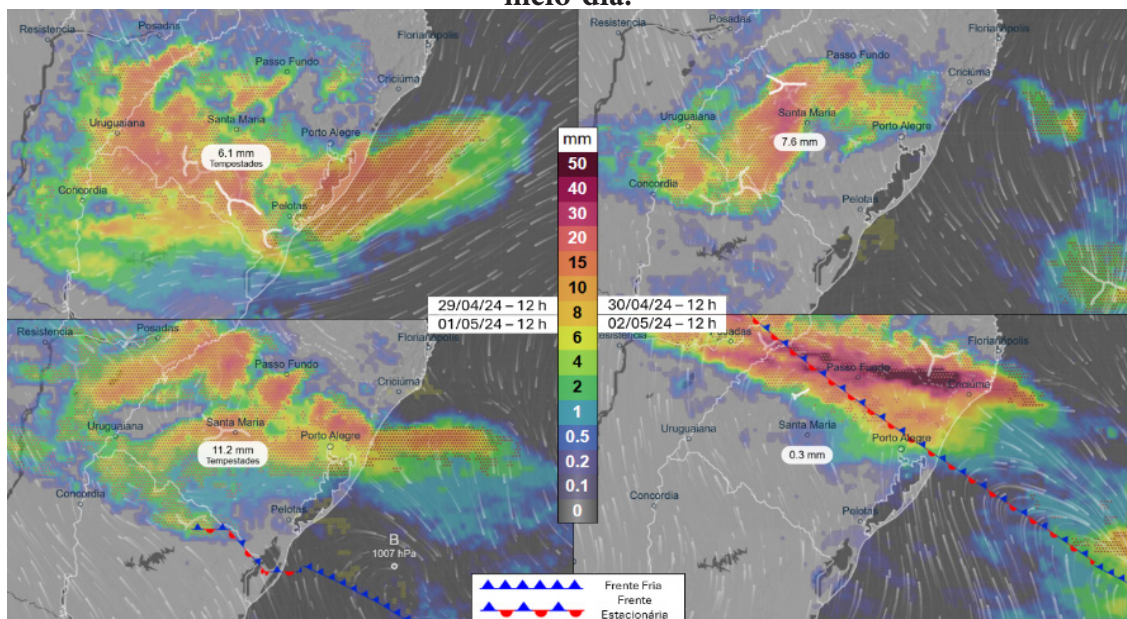 meio-dia.
Resistencia
Posadas
Florianópolis
Passo Fundo
Criciúma
Uruguaiana
Santa Maria
Porto Alegre
6.1 mm
Tempestades
Concordia
Pelotas
Posadas
Florianópolis
Passo Fundo
Criciúma
Uruguaiana
Santa Maria
Porto Alegre
7.6 mm
Concordia
Pelotas
mm
50
40
30
20
15
10
8
6
4
2
1
0.5
0.2
0.1
0
29/04/24 – 12 h
30/04/24 – 12 h
01/05/24 – 12 h
02/05/24 – 12 h
Resistencia
Posadas
Florianópolis
Passo Fundo
Criciúma
Uruguaiana
Santa Maria
Porto Alegre
11.2 mm
Tempestades
Concordia
Pelotas
B
1007 hPa
Resistencia
Posadas
Florianópolis
Passo Fundo
Criciúma
Uruguaiana
Santa Maria
Porto Alegre
0.3 mm
Concordia
Pelotas
Frente Fria
Frente
Estacionária